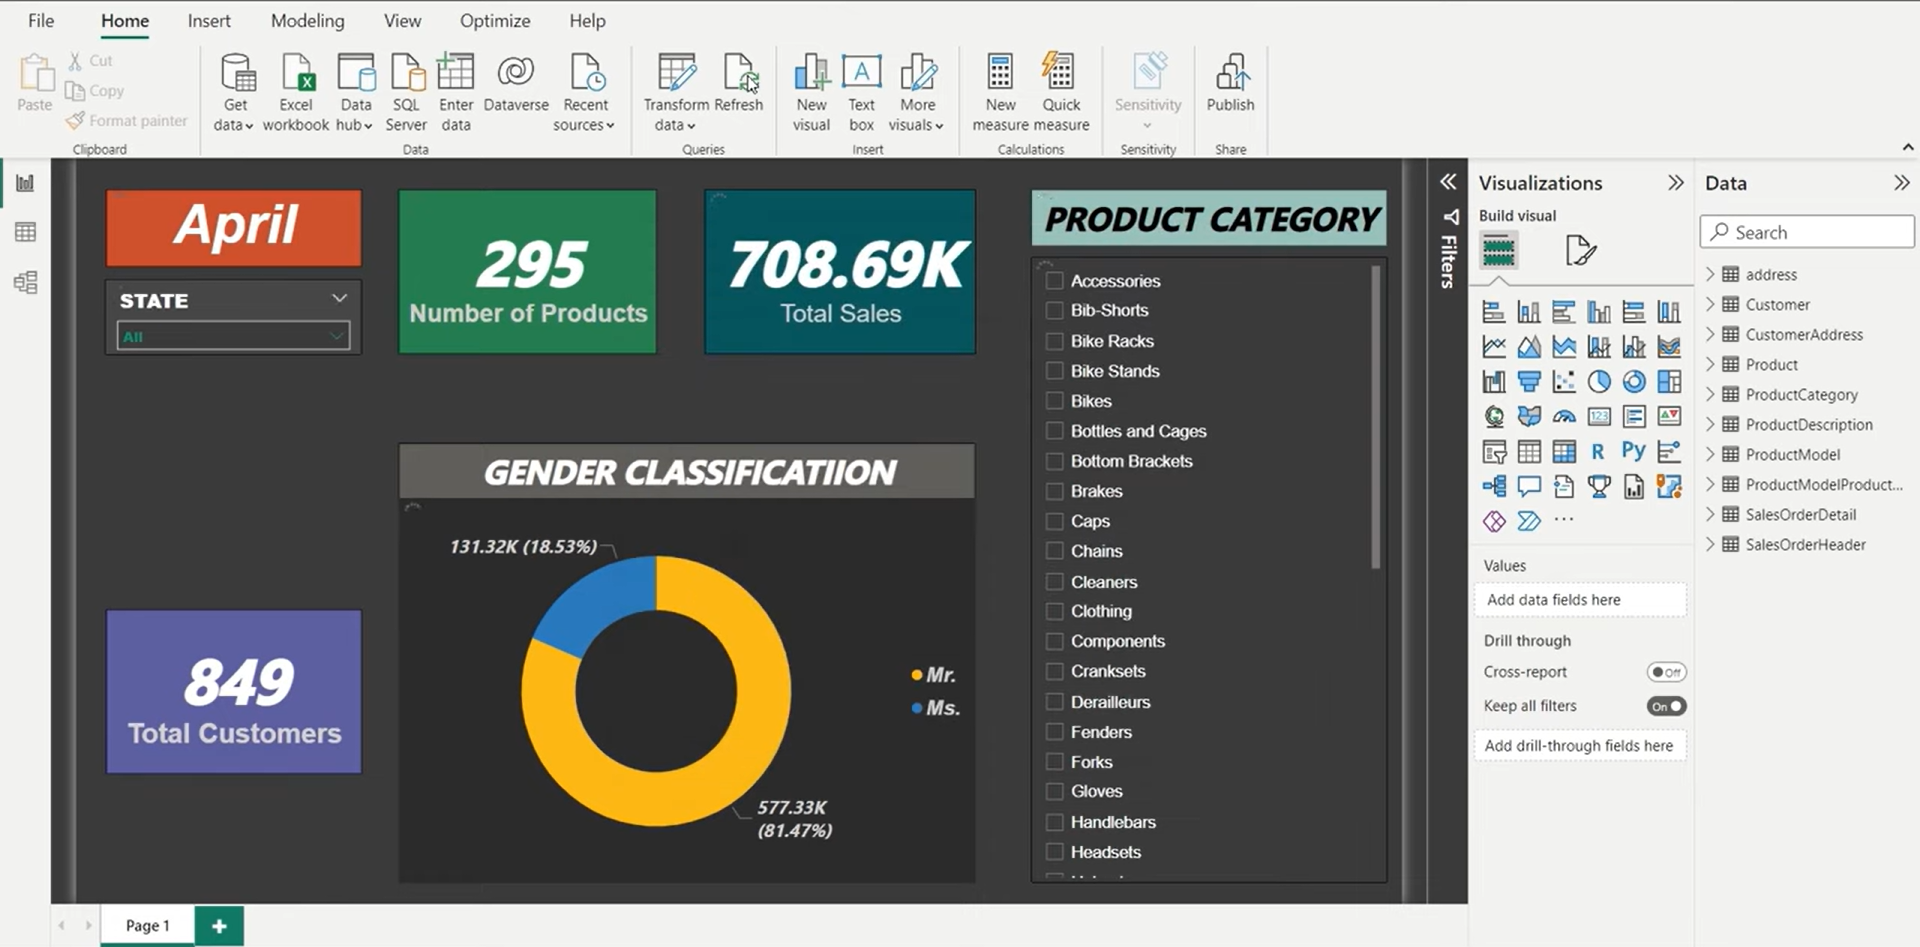 File Home Insert Modeling View Optimize Help
Paste
Cut
Copy
Format painter
Clipboard
Get data
Excel workbook
Data hub
SQL Server
Enter data
Dataverse
Recent sources
Data
Transform data
Refresh
Queries
New visual
Text box
More visuals
Insert
New measure
Quick measure
Calculations
Sensitivity
Sensitivity
Publish
Share
April
STATE
All
295
Number of Products
708.69K
Total Sales
PRODUCT CATEGORY
Accessories
Bib-Shorts
Bike Racks
Bike Stands
Bikes
Bottles and Cages
Bottom Brackets
Brakes
Caps
Chains
Cleaners
Clothing
Components
Cranksets
Derailleurs
Fenders
Forks
Gloves
Handlebars
Headsets
GENDER CLASSIFICATIION
131.32K (18.53%)
577.33K
(81.47%)
Mr.
Ms.
849
Total Customers
Filters
Visualizations
Build visual
123
R
Py
Values
Add data fields here
Drill through
Cross-report
Off
Keep all filters
On
Add drill-through fields here
Data
Search
address
Customer
CustomerAddress
Product
ProductCategory
ProductDescription
ProductModel
ProductModelProduct...
SalesOrderDetail
SalesOrderHeader
Page 1